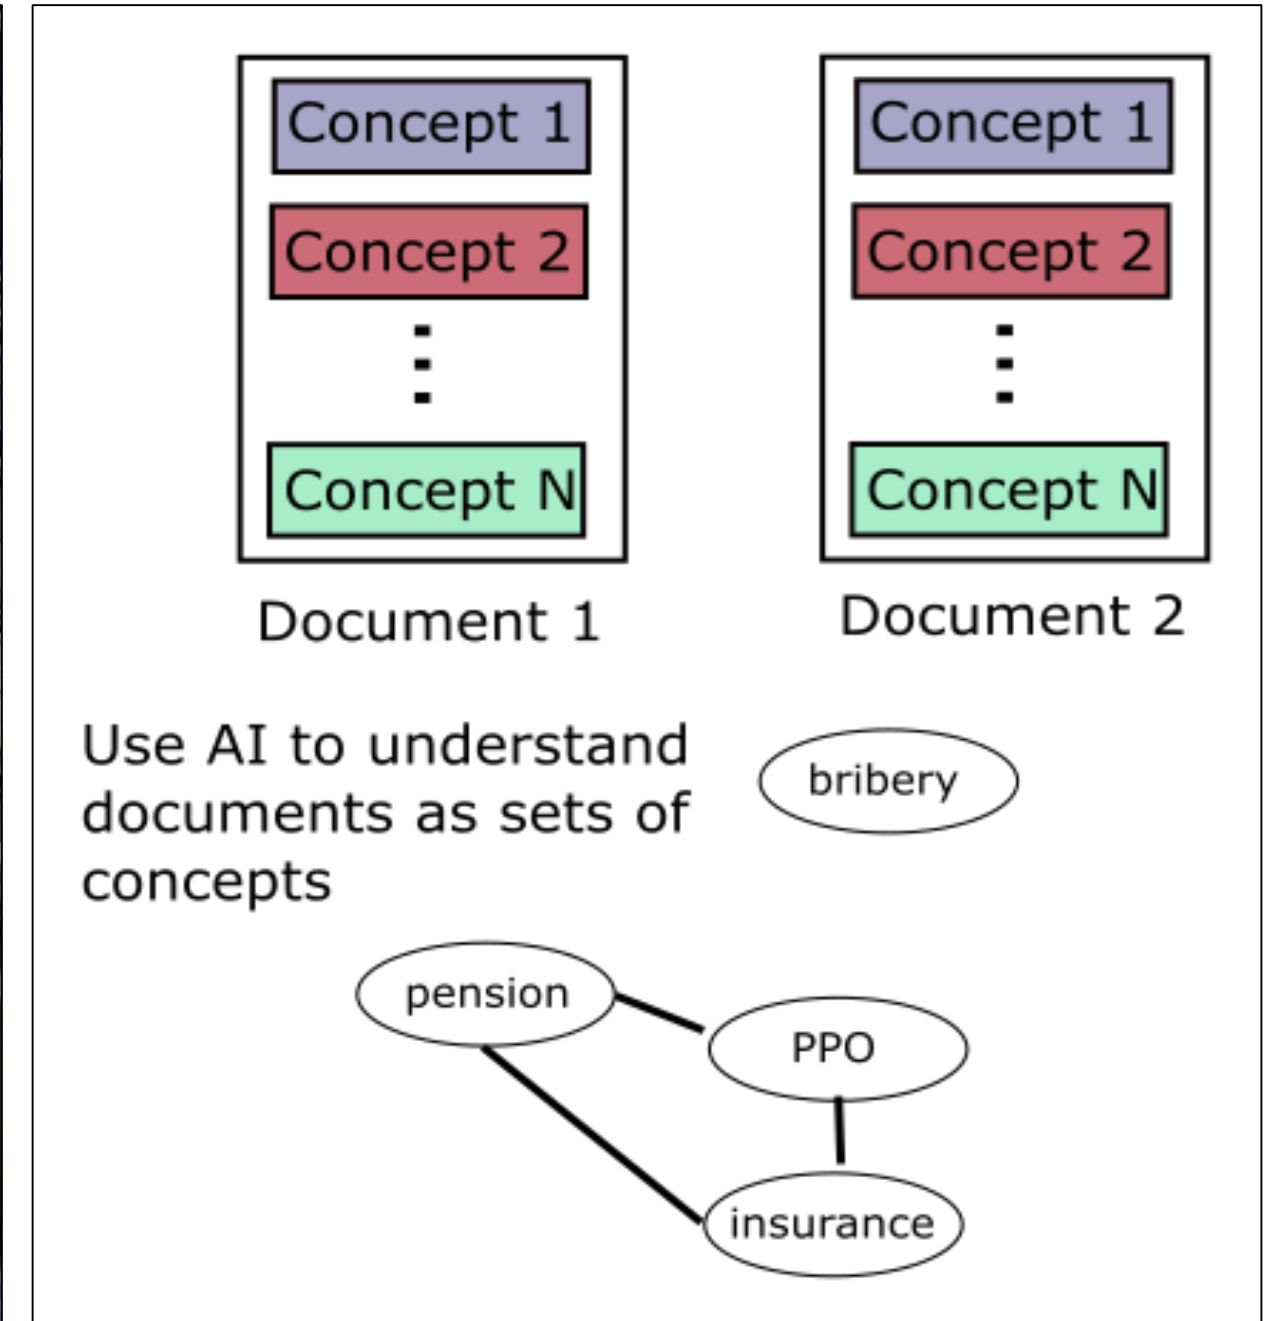 Concept 1
Concept 2
Concept N
Document 1
Concept 1
Concept 2
Concept N
Document 2
Use AI to understand
documents as sets of
concepts
bribery
pension
PPO
insurance